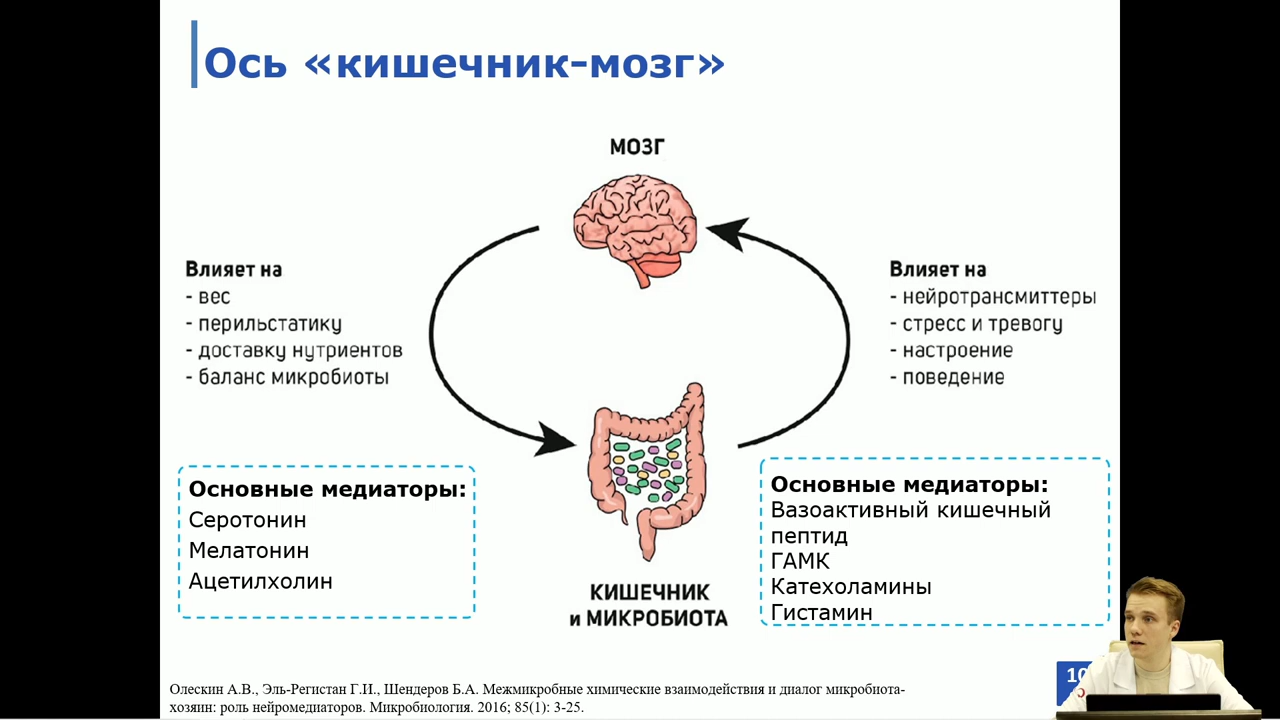 Ось «кишечник-мозг»
МОЗГ
Влияет на
- вес
- перильстатику
- доставку нутриентов
- баланс микробиоты
Влияет на
- нейротрансмиттеры
- стресс и тревогу
- настроение
- поведение
Основные медиаторы:
Серотонин
Мелатонин
Ацетилхолин
Основные медиаторы:
Вазоактивный кишечный
пептид
ГАМК
Катехоламины
Гистамин
КИШЕЧНИК
и МИКРОБИОТА
Олескин А.В., Эль-Регистан Г.И., Шендеров Б.А. Межмикробные химические взаимодействия и диалог микробиота-
хозяин: роль нейромедиаторов. Микробиология. 2016; 85(1): 3-25.